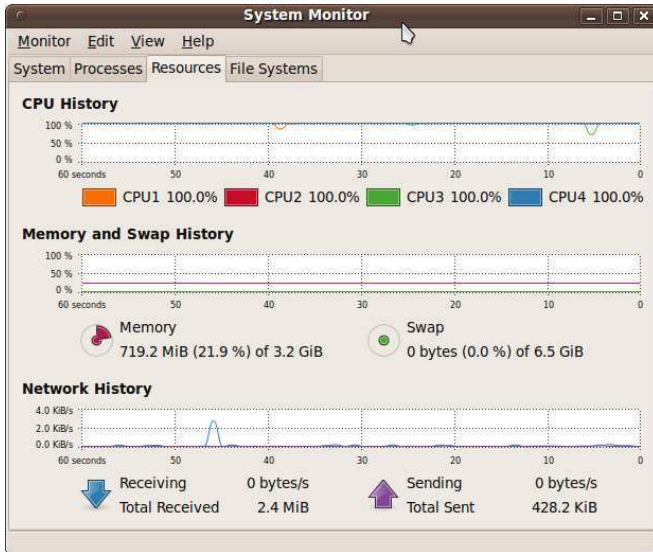 System Monitor
Monitor Edit View Help
System Processes Resources File Systems
CPU History
100 %
50 %
0 %
60 seconds 50 40 30 20 10 0
CPU1 100.0% CPU2 100.0% CPU3 100.0% CPU4 100.0%
Memory and Swap History
100 %
50 %
0 %
60 seconds 50 40 30 20 10 0
Memory Swap
719.2 MiB (21.9 %) of 3.2 GiB 0 bytes (0.0 %) of 6.5 GiB
Network History
4.0 KiB/s
2.0 KiB/s
0.0 KiB/s
60 seconds 50 40 30 20 10 0
Receiving 0 bytes/s Sending 0 bytes/s
Total Received 2.4 MiB Total Sent 428.2 KiB